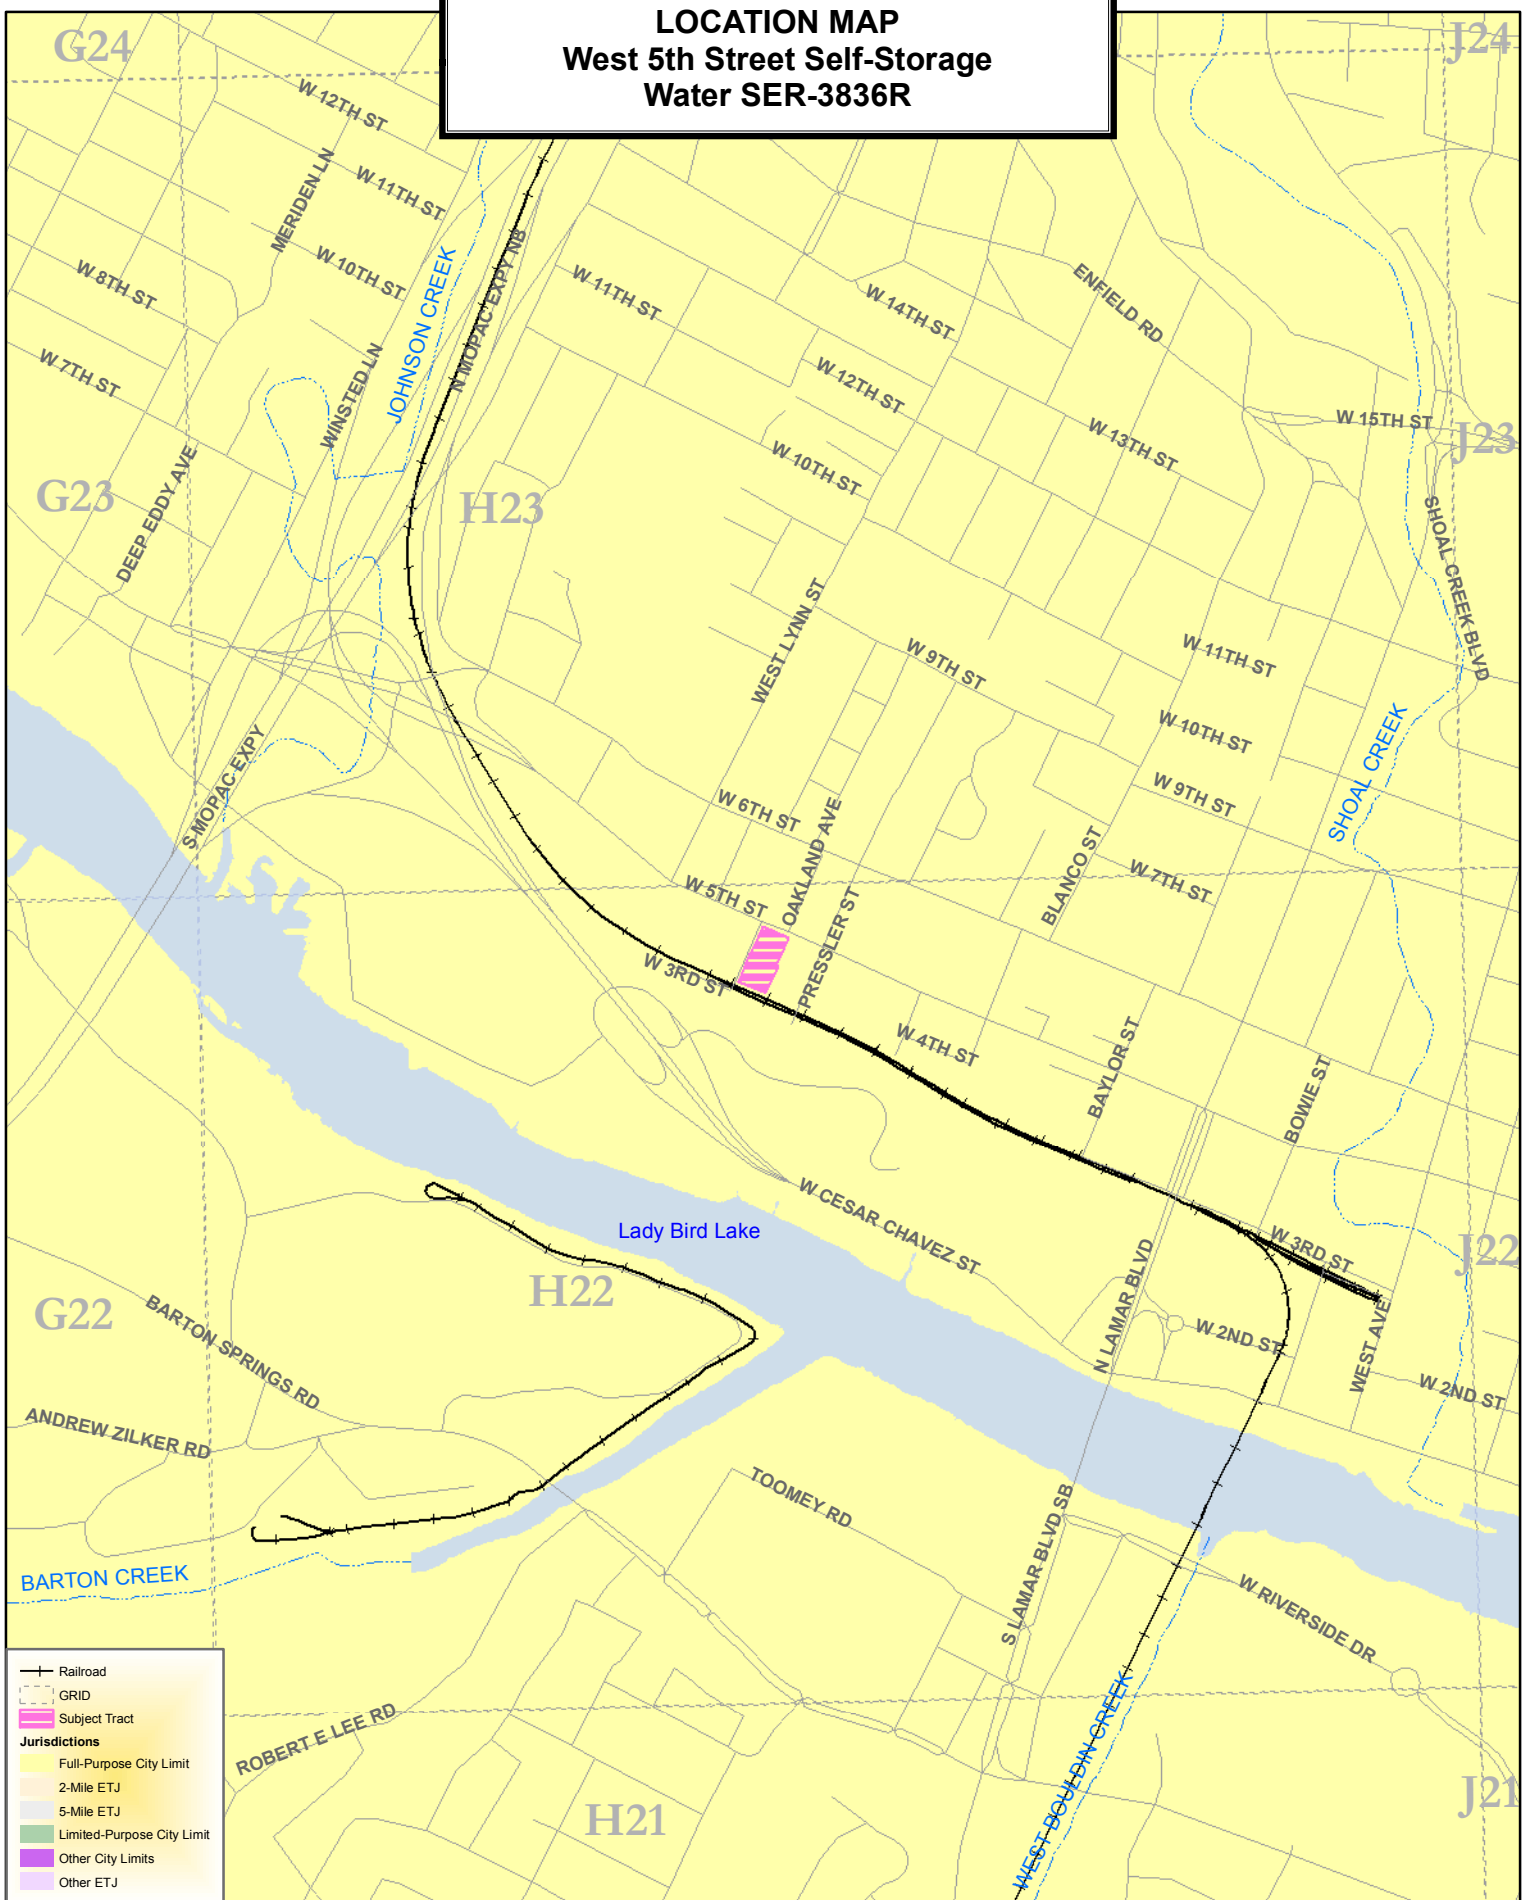 LOCATION MAP
West 5th Street Self-Storage
Water SER-3836R
G24
J24
W 12TH ST
MERIDEN LN
W 11TH ST
W 10TH ST
W 8TH ST
W 7TH ST
JOHNSON CREEK
N MOPAC EXPY NB
WINSTED LN
W 11TH ST
W 14TH ST
ENFIELD RD
W 12TH ST
W 13TH ST
W 15TH ST
J23
W 10TH ST
G23
DEEP EDDY AVE
H23
SHOAL CREEK BLVD
WEST LYNN ST
W 9TH ST
W 11TH ST
W 10TH ST
W 9TH ST
SHOAL CREEK
S MOPAC EXPY
W 6TH ST
OAKLAND AVE
W 5TH ST
PRESSLER ST
BLANCO ST
W 7TH ST
W 3RD ST
W 4TH ST
BAYLOR ST
BOWIE ST
W CESAR CHAVEZ ST
Lady Bird Lake
N LAMAR BLVD
W 3RD ST
J22
H22
G22
BARTON SPRINGS RD
W 2ND ST
WEST AVE
W 2ND ST
ANDREW ZILKER RD
TOOMEY RD
S LAMAR BLVD SB
BARTON CREEK
W RIVERSIDE DR
ROBERT E LEE RD
WEST BOULDIN CREEK
H21
J21
Railroad
GRID
Subject Tract
Jurisdictions
Full-Purpose City Limit
2-Mile ETJ
5-Mile ETJ
Limited-Purpose City Limit
Other City Limits
Other ETJ